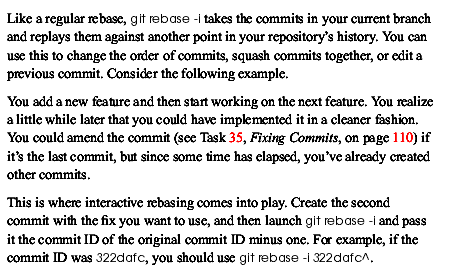 Like a regular rebase, git rebase -i takes the commits in your current branch
and replays them against another point in your repository's history. You can
use this to change the order of commits, squash commits together, or edit a
previous commit. Consider the following example.
You add a new feature and then start working on the next feature. You realize
a little while later that you could have implemented it in a cleaner fashion.
You could amend the commit (see Task 35, Fixing Commits, on page 110) if
it's the last commit, but since some time has elapsed, you've already created
other commits.
This is where interactive rebasing comes into play. Create the second
commit with the fix you want to use, and then launch git rebase -i and pass
it the commit ID of the original commit ID minus one. For example, if the
commit ID was 322dafc, you should use git rebase -i 322dafc^.